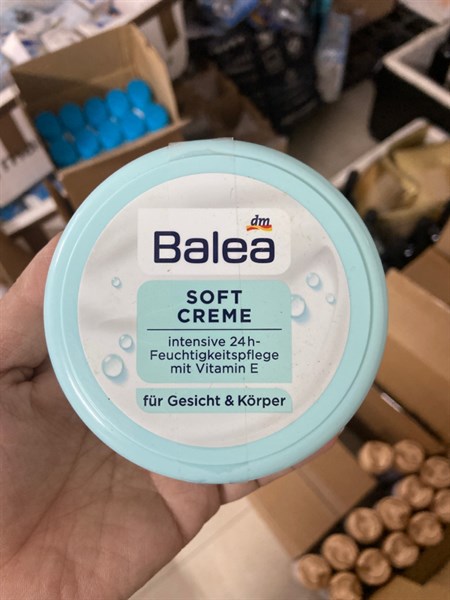 dm
Balea
SOFT
CREME
intensive 24h-
Feuchtigkeitspflege
mit Vitamin E
für Gesicht & Körper